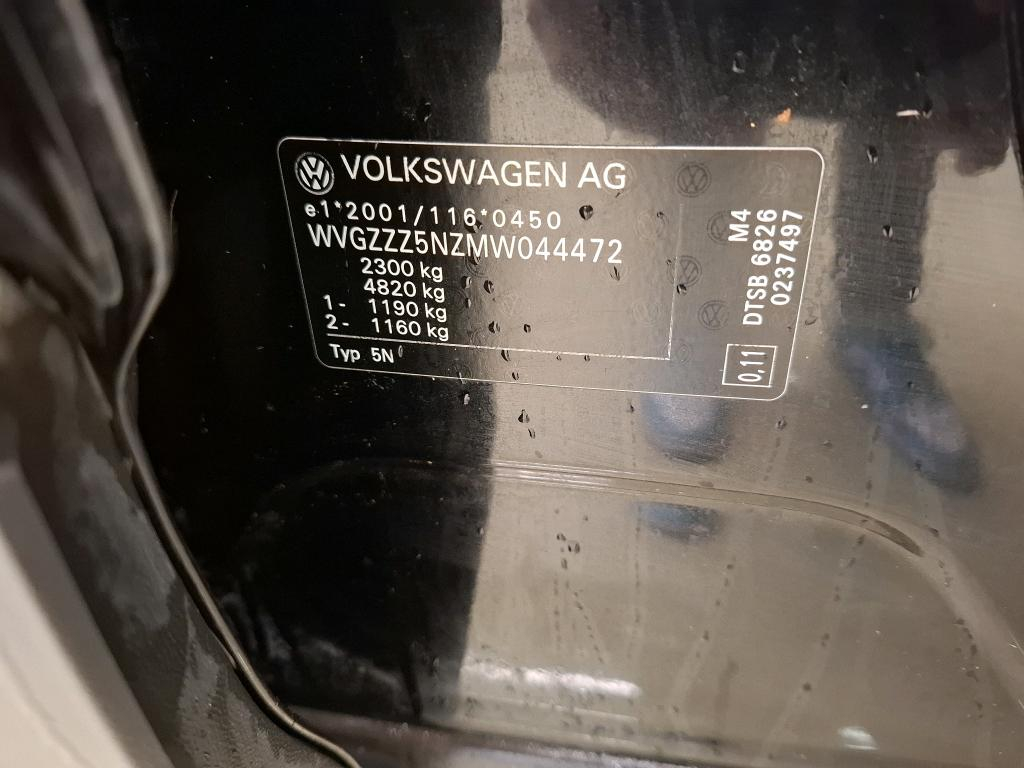 VOLKSWAGEN AG
e1*2001/116*0450
WVGZZZ5NZMW044472
2300 kg
4820 kg
1- 1190 kg
2- 1160 kg
Typ 5N
M4
DTSB 6826
0237497
0,11